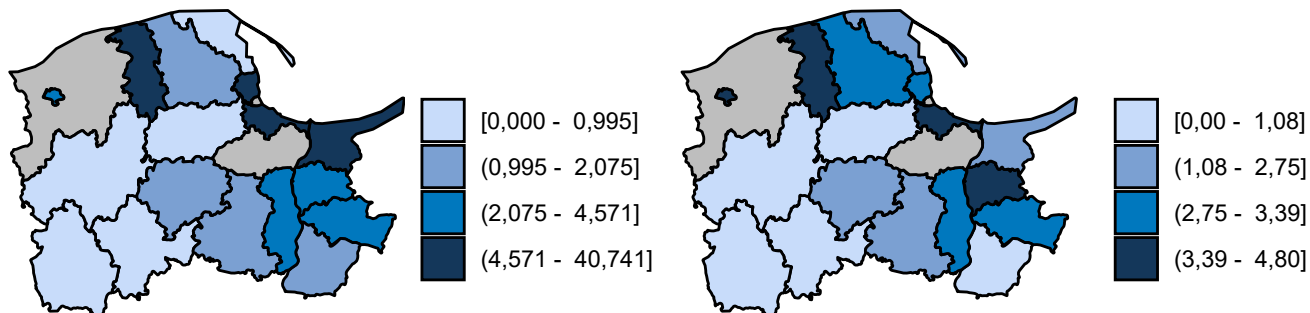 [0,000 - 0,995]
(0,995 - 2,075]
(2,075 - 4,571]
(4,571 - 40,741]
[0,00 - 1,08]
(1,08 - 2,75]
(2,75 - 3,39]
(3,39 - 4,80]